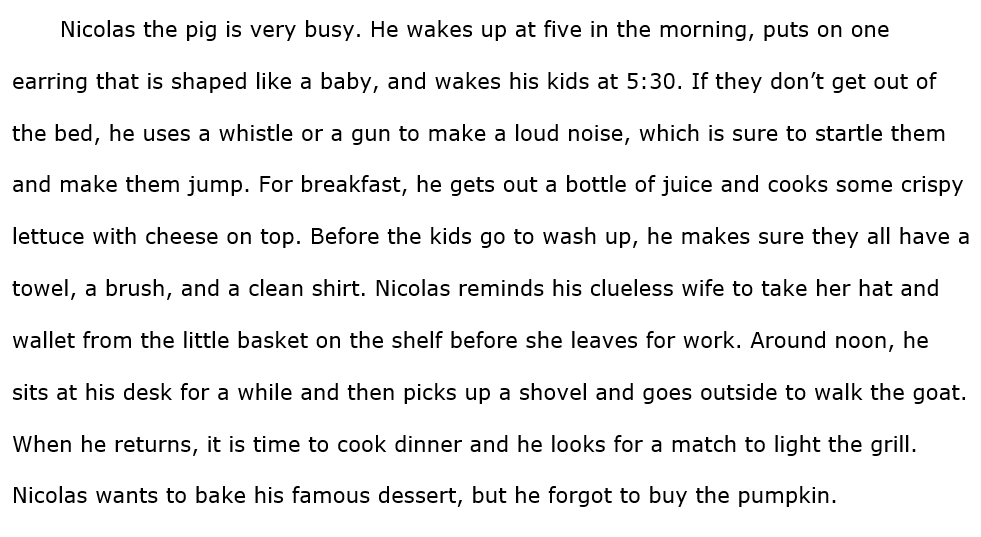 Nicolas the pig is very busy. He wakes up at five in the morning, puts on one
earring that is shaped like a baby, and wakes his kids at 5:30. If they don’t get out of
the bed, he uses a whistle or a gun to make a loud noise, which is sure to startle them
and make them jump. For breakfast, he gets out a bottle of juice and cooks some crispy
lettuce with cheese on top. Before the kids go to wash up, he makes sure they all have a
towel, a brush, and a clean shirt. Nicolas reminds his clueless wife to take her hat and
wallet from the little basket on the shelf before she leaves for work. Around noon, he
sits at his desk for a while and then picks up a shovel and goes outside to walk the goat.
When he returns, it is time to cook dinner and he looks for a match to light the grill.
Nicolas wants to bake his famous dessert, but he forgot to buy the pumpkin.